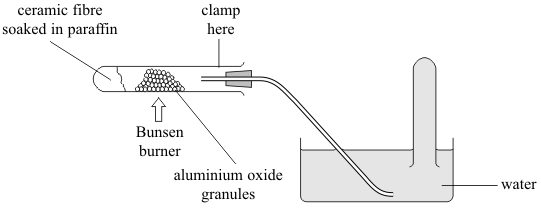 ceramic fibre
soaked in paraffin
clamp
here
Bunsen
burner
aluminium oxide
granules
water